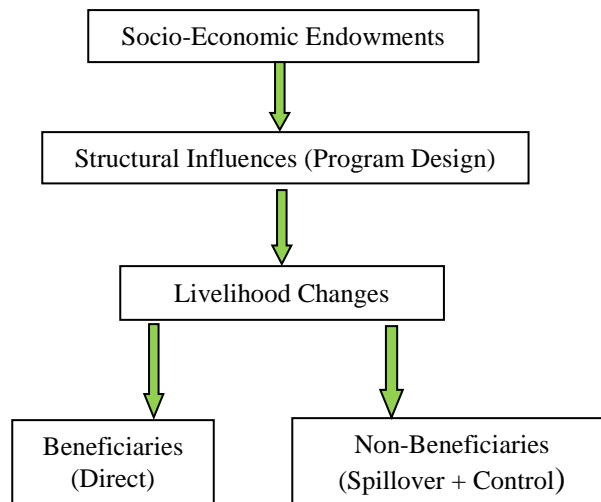 Socio-Economic Endowments
Structural Influences (Program Design)
Livelihood Changes
Beneficiaries
(Direct)
Non-Beneficiaries
(Spillover + Control)